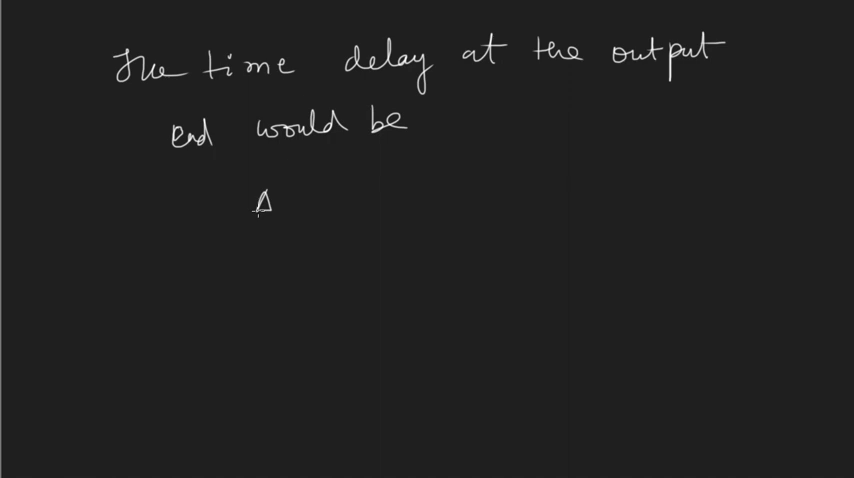 The time delay at the output
end would be
Δ